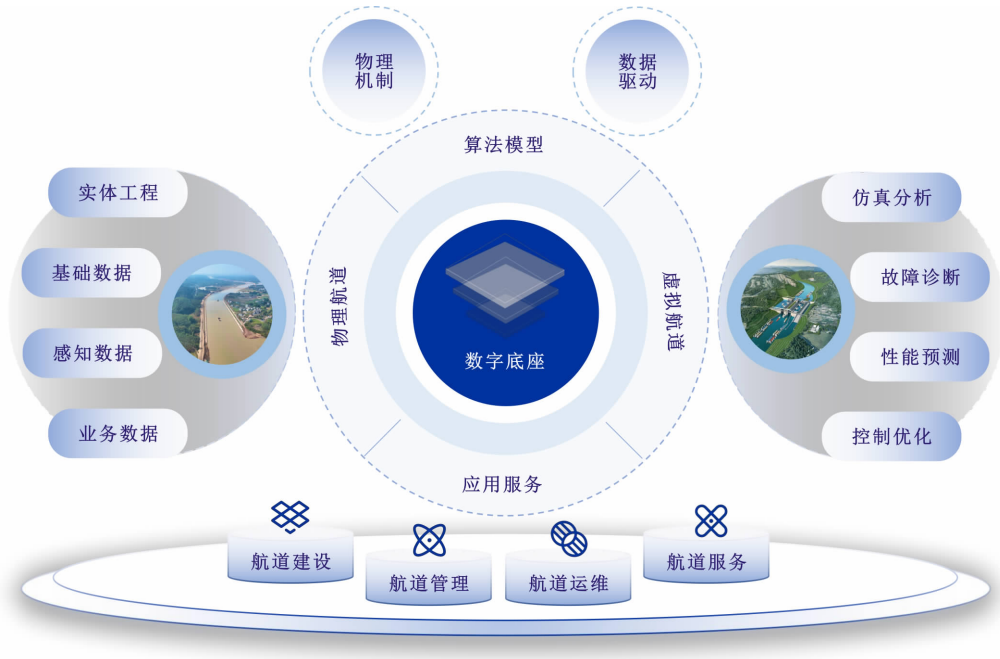 物理
机制
数据
驱动
算法模型
实体工程
基础数据
感知数据
业务数据
物理航道
数字底座
虚拟航道
仿真分析
故障诊断
性能预测
控制优化
应用服务
航道建设
航道管理
航道运维
航道服务